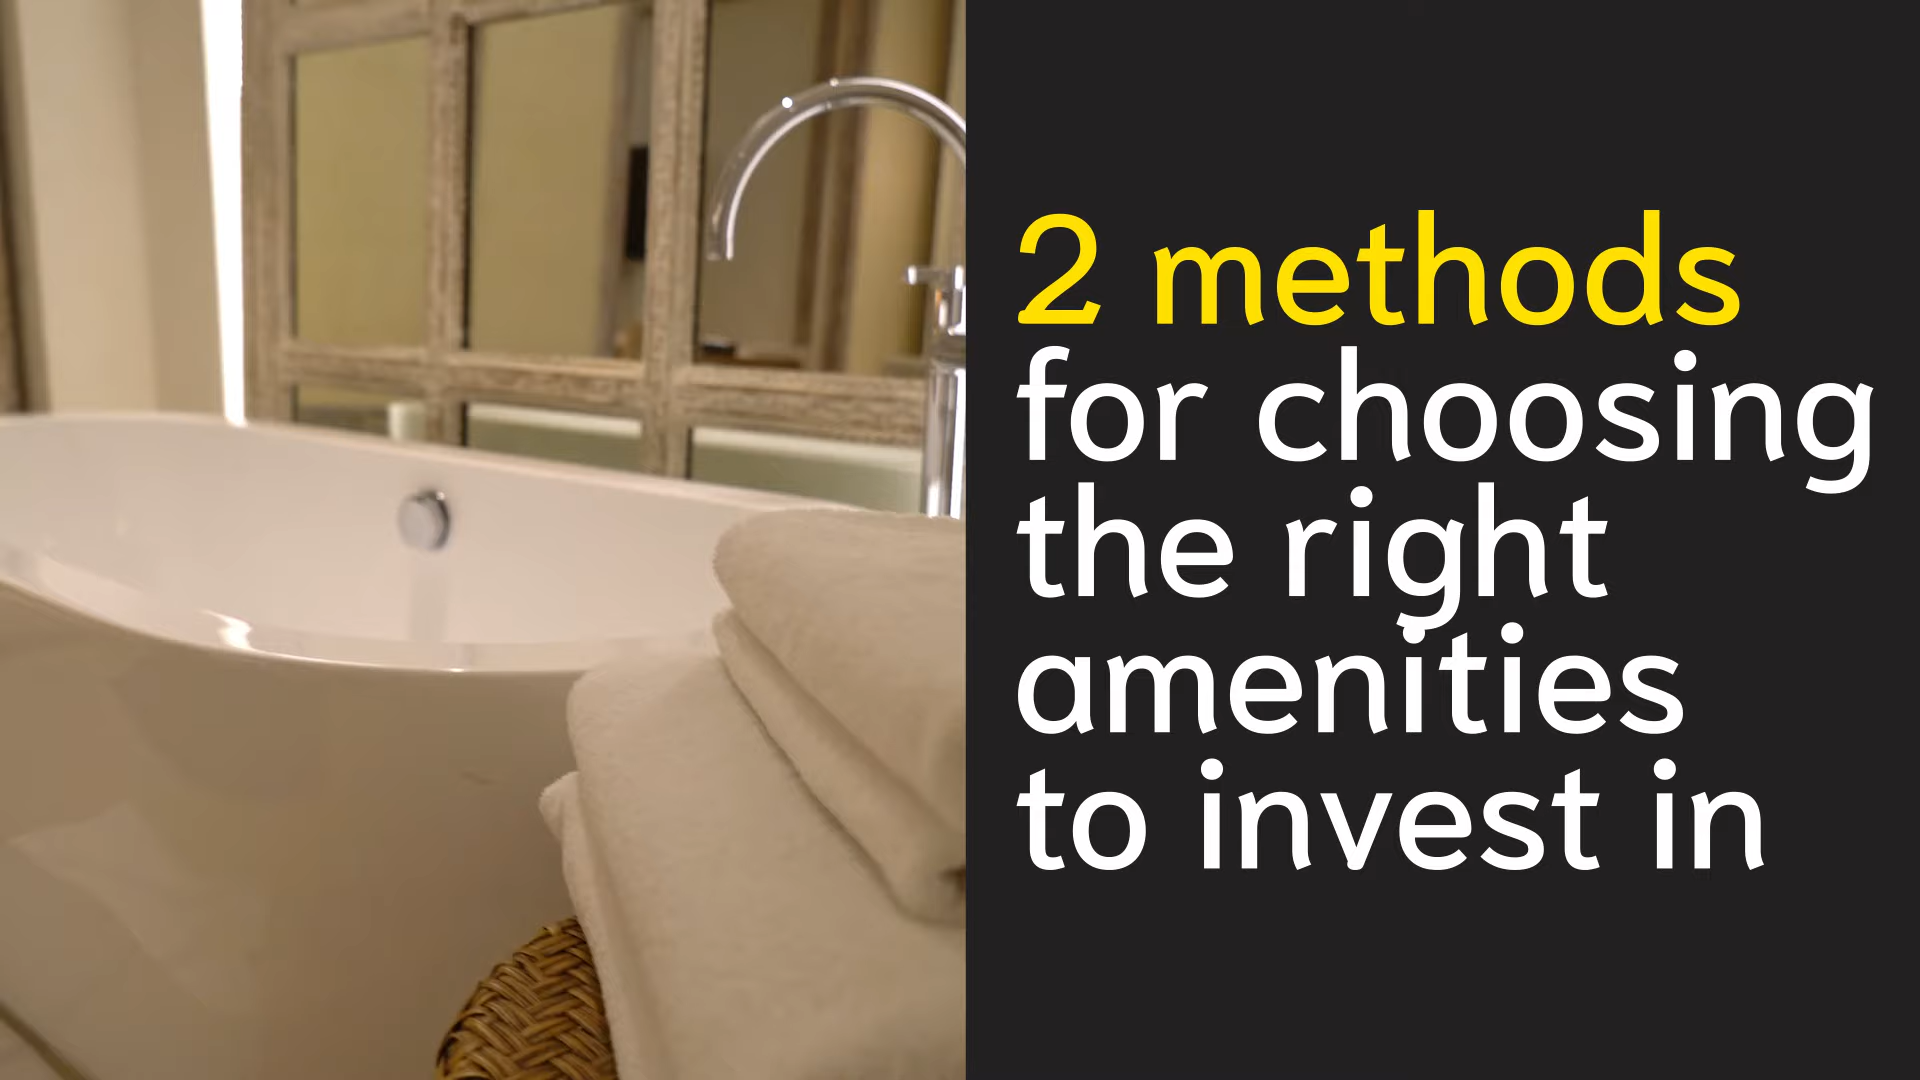 2 methods
for choosing
the right
amenities
to invest in